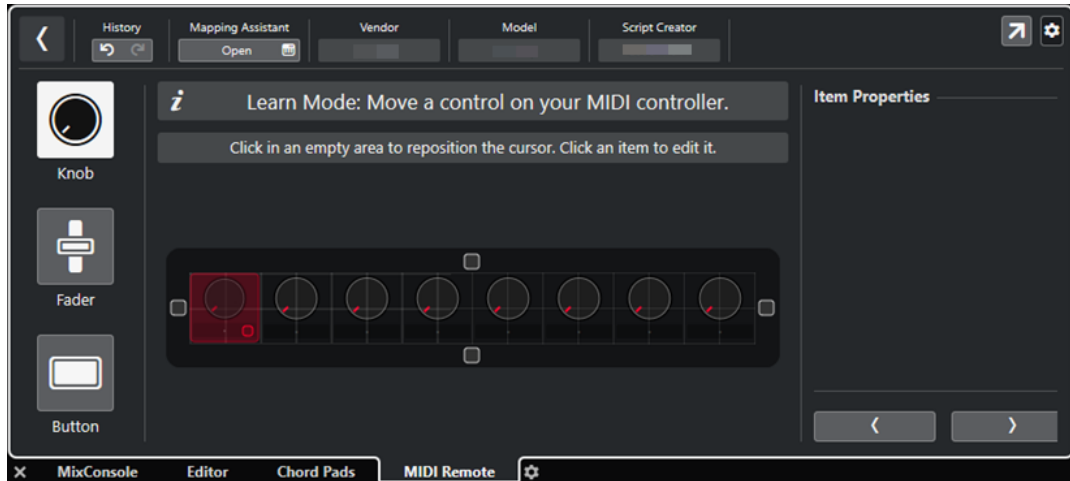 History
Mapping Assistant
Vendor
Model
Script Creator
Open
i Learn Mode: Move a control on your MIDI controller.
Click in an empty area to reposition the cursor. Click an item to edit it.
Knob
Fader
Button
Item Properties
MixConsole
Editor
Chord Pads
MIDI Remote